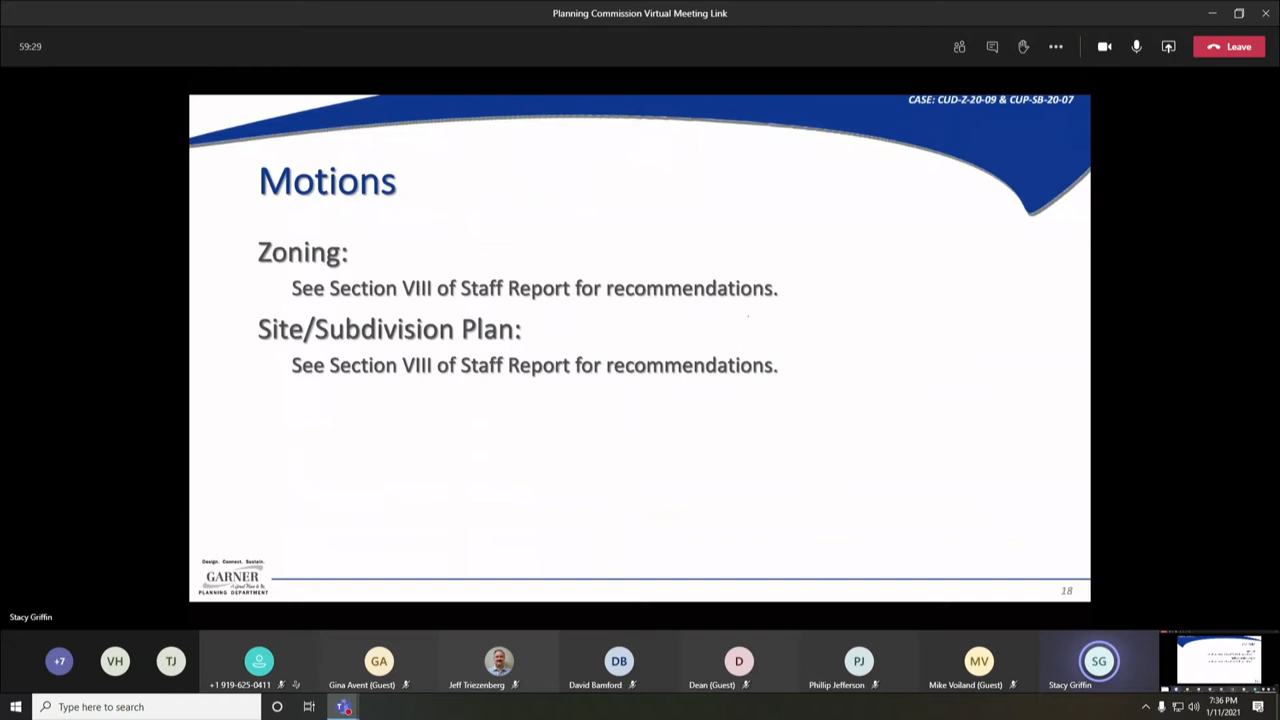 Planning Commission Virtual Meeting Link
59:29
Leave
CASE: CUD-Z-20-09 & CUP-SB-20-07
Motions
Zoning:
See Section VIII of Staff Report for recommendations.
Site/Subdivision Plan:
See Section VIII of Staff Report for recommendations.
Design. Connect. Sustain.
GARNER
PLANNING DEPARTMENT
18
Stacy Griffin
+7
VH
TJ
GA
DB
D
PJ
MV
SG
+1 919-625-0411
Gina Avent (Guest)
Jeff Triezenberg
David Bamford
Dean (Guest)
Phillip Jefferson
Mike Voiland (Guest)
Stacy Griffin
Type here to search
7:36 PM
1/11/2021